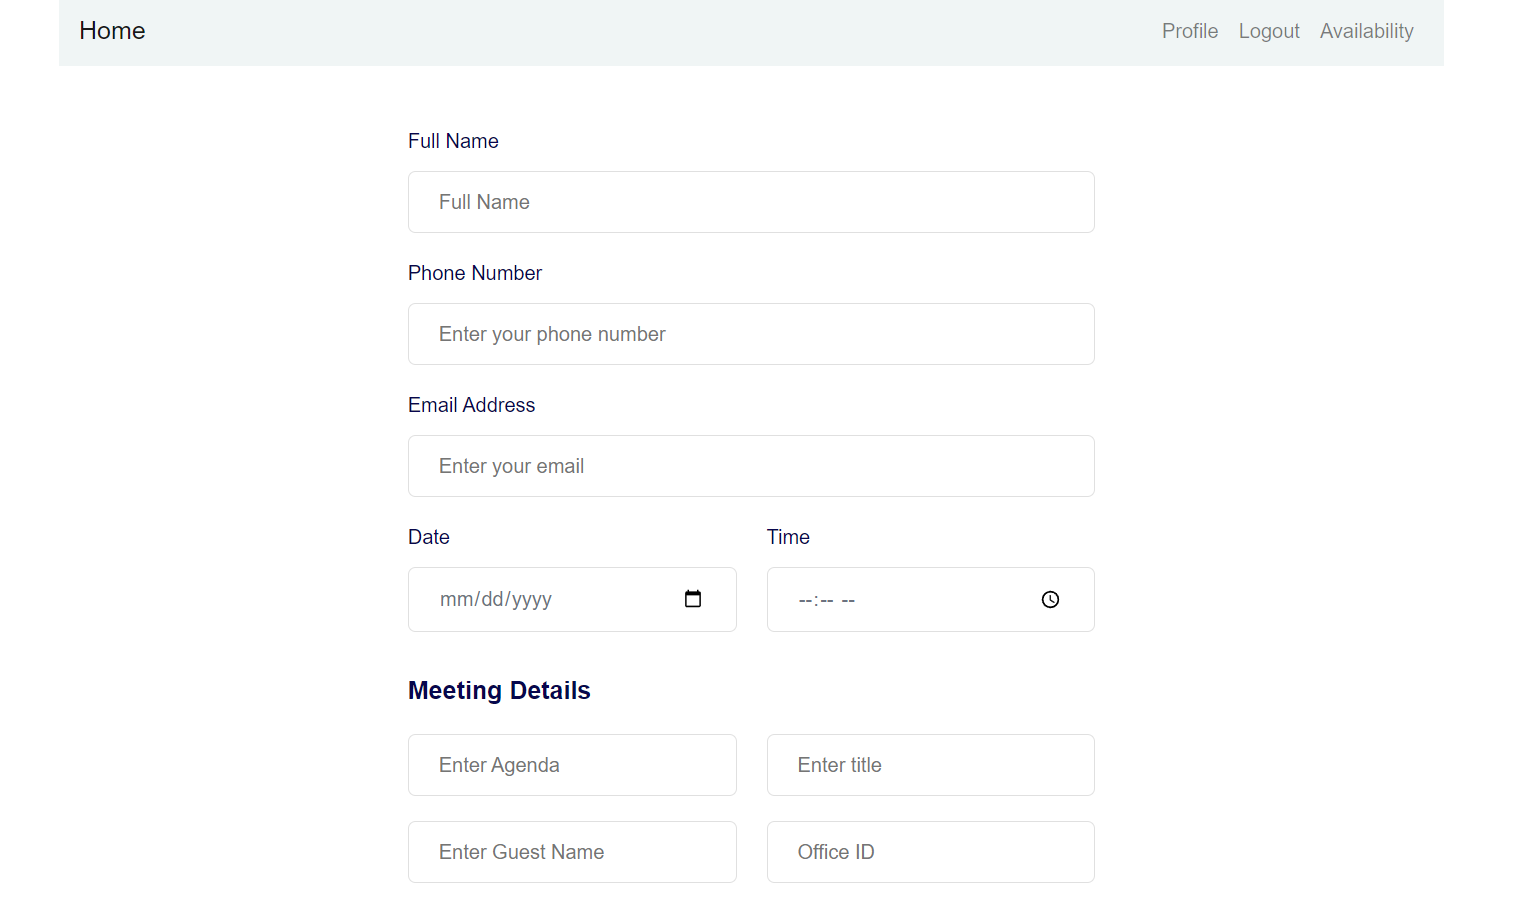 Home Profile Logout Availability
Full Name
Full Name
Phone Number
Enter your phone number
Email Address
Enter your email
Date Time
mm/dd/yyyy --:-- --
Meeting Details
Enter Agenda Enter title
Enter Guest Name Office ID